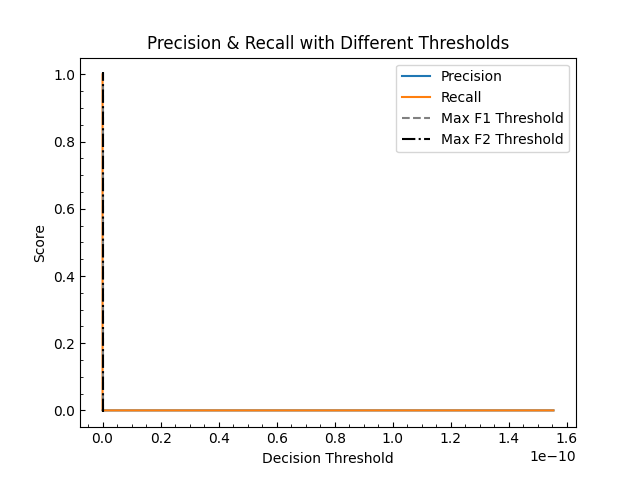 Precision & Recall with Different Thresholds
Precision
Recall
Max F1 Threshold
Max F2 Threshold
Score
1.0
0.8
0.6
0.4
0.2
0.0
0.0 0.2 0.4 0.6 0.8 1.0 1.2 1.4 1.6
1e−10
Decision Threshold